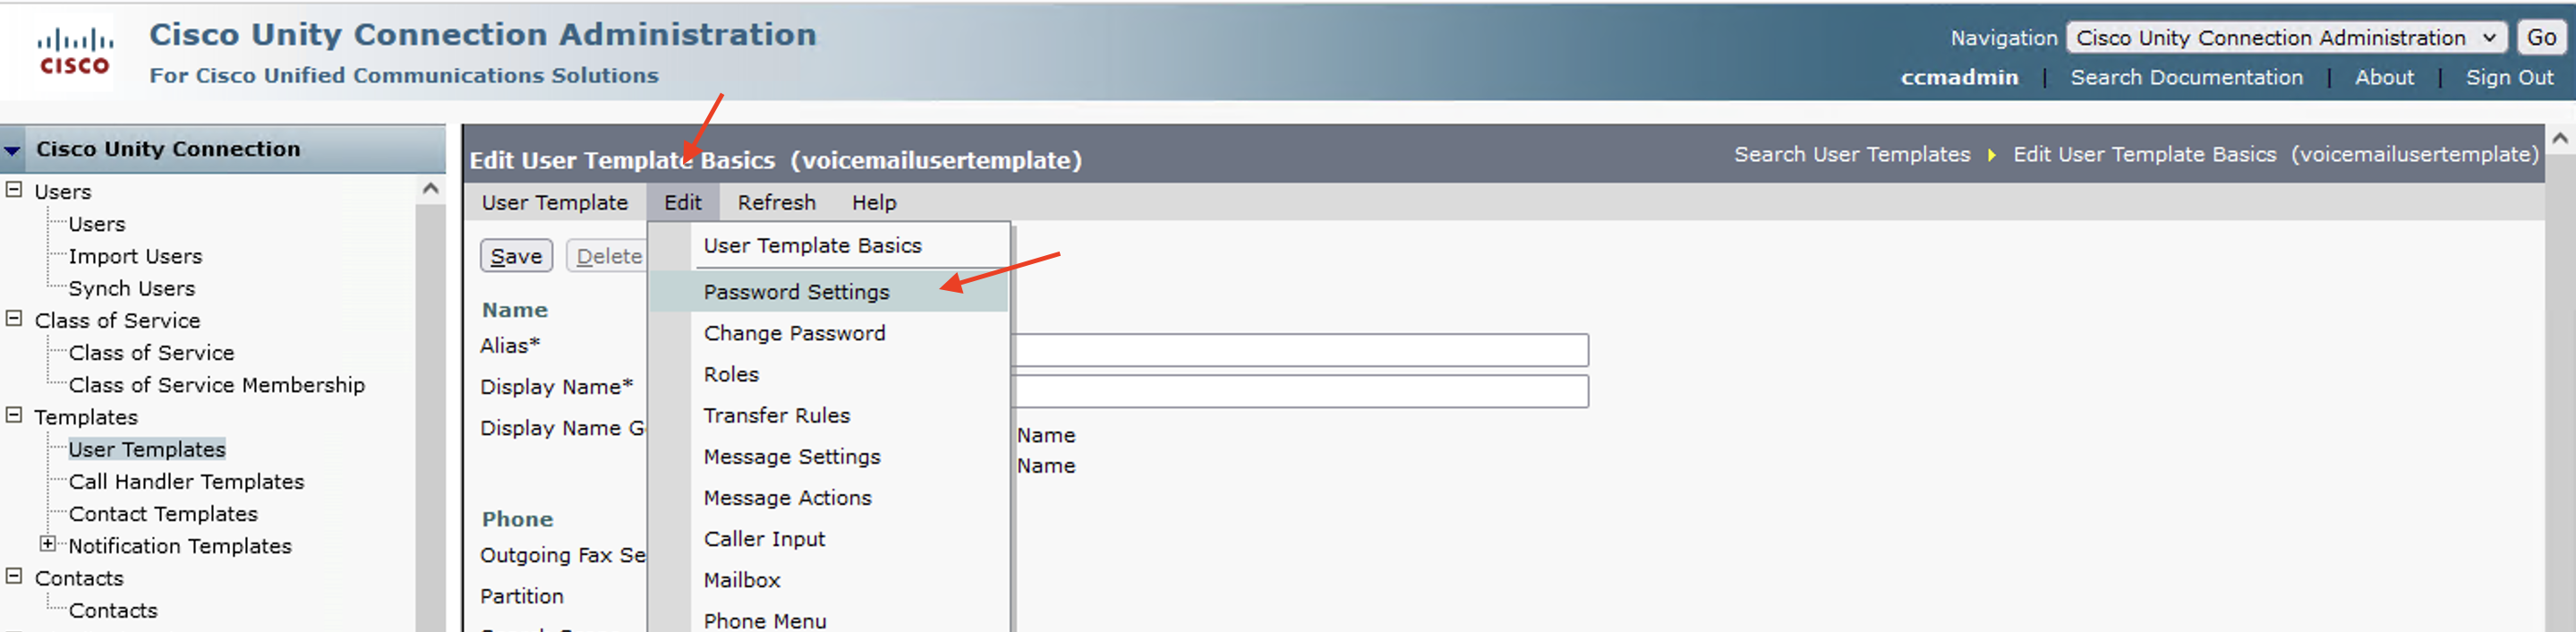 CISCO
Cisco Unity Connection Administration
For Cisco Unified Communications Solutions
Navigation Cisco Unity Connection Administration Go
ccmadmin | Search Documentation | About | Sign Out
Cisco Unity Connection
Users
Users
Import Users
Synch Users
Class of Service
Class of Service
Class of Service Membership
Templates
User Templates
Call Handler Templates
Contact Templates
Notification Templates
Contacts
Contacts
Edit User Template Basics (voicemailusertemplate)
Search User Templates Edit User Template Basics (voicemailusertemplate)
User Template Edit Refresh Help
Save Delete
User Template Basics
Password Settings
Change Password
Roles
Transfer Rules
Message Settings
Message Actions
Caller Input
Mailbox
Phone Menu
Name
Alias*
Display Name*
Display Name G
Name
Name
Phone
Outgoing Fax Se
Partition